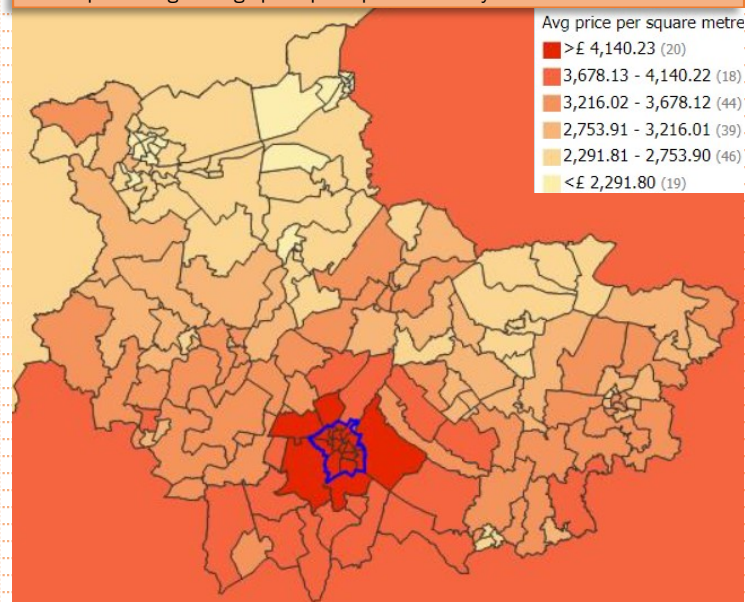 Avg price per square metre
>£ 4,140.23 (20)
3,678.13 - 4,140.22 (18)
3,216.02 - 3,678.12 (44)
2,753.91 - 3,216.01 (39)
2,291.81 - 2,753.90 (46)
<£ 2,291.80 (19)